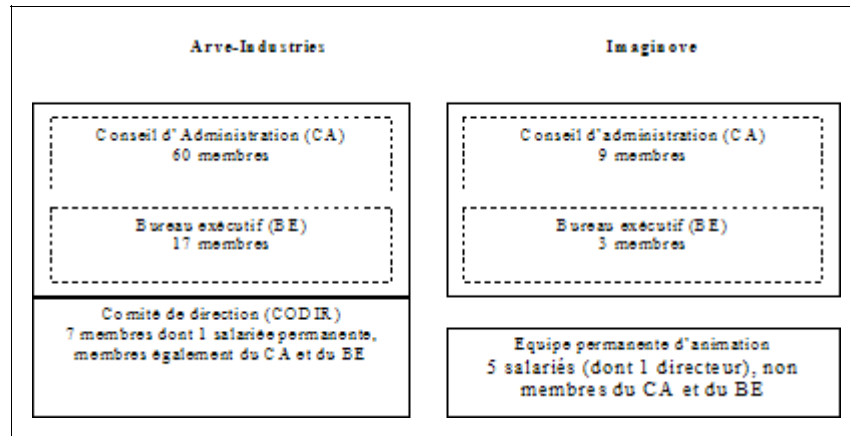 Arve-Industries
Imaginove
Conseil d'Administration (CA)
60 membres
Bureau exécutif (BE)
17 membres
Comité de direction (CODIR)
7 membres dont 1 salariée permanente,
membres également du CA et du BE
Conseil d'administration (CA)
9 membres
Bureau exécutif (BE)
3 membres
Equipe permanente d'animation
5 salariés (dont 1 directeur), non
membres du CA et du BE